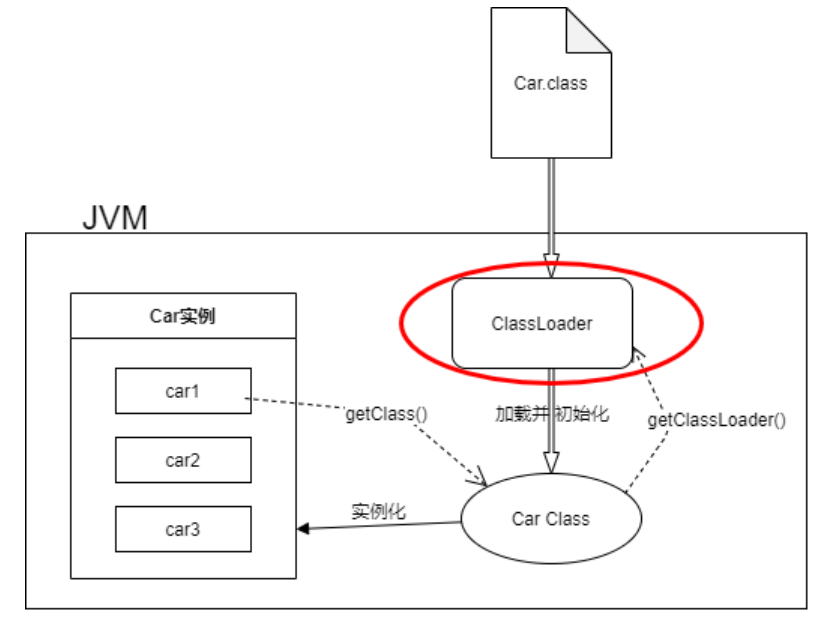 Car.class
JVM
ClassLoader
Car实例
car1
getClass()
加载并 初始化
getClassLoader()
car2
实例化
Car Class
car3